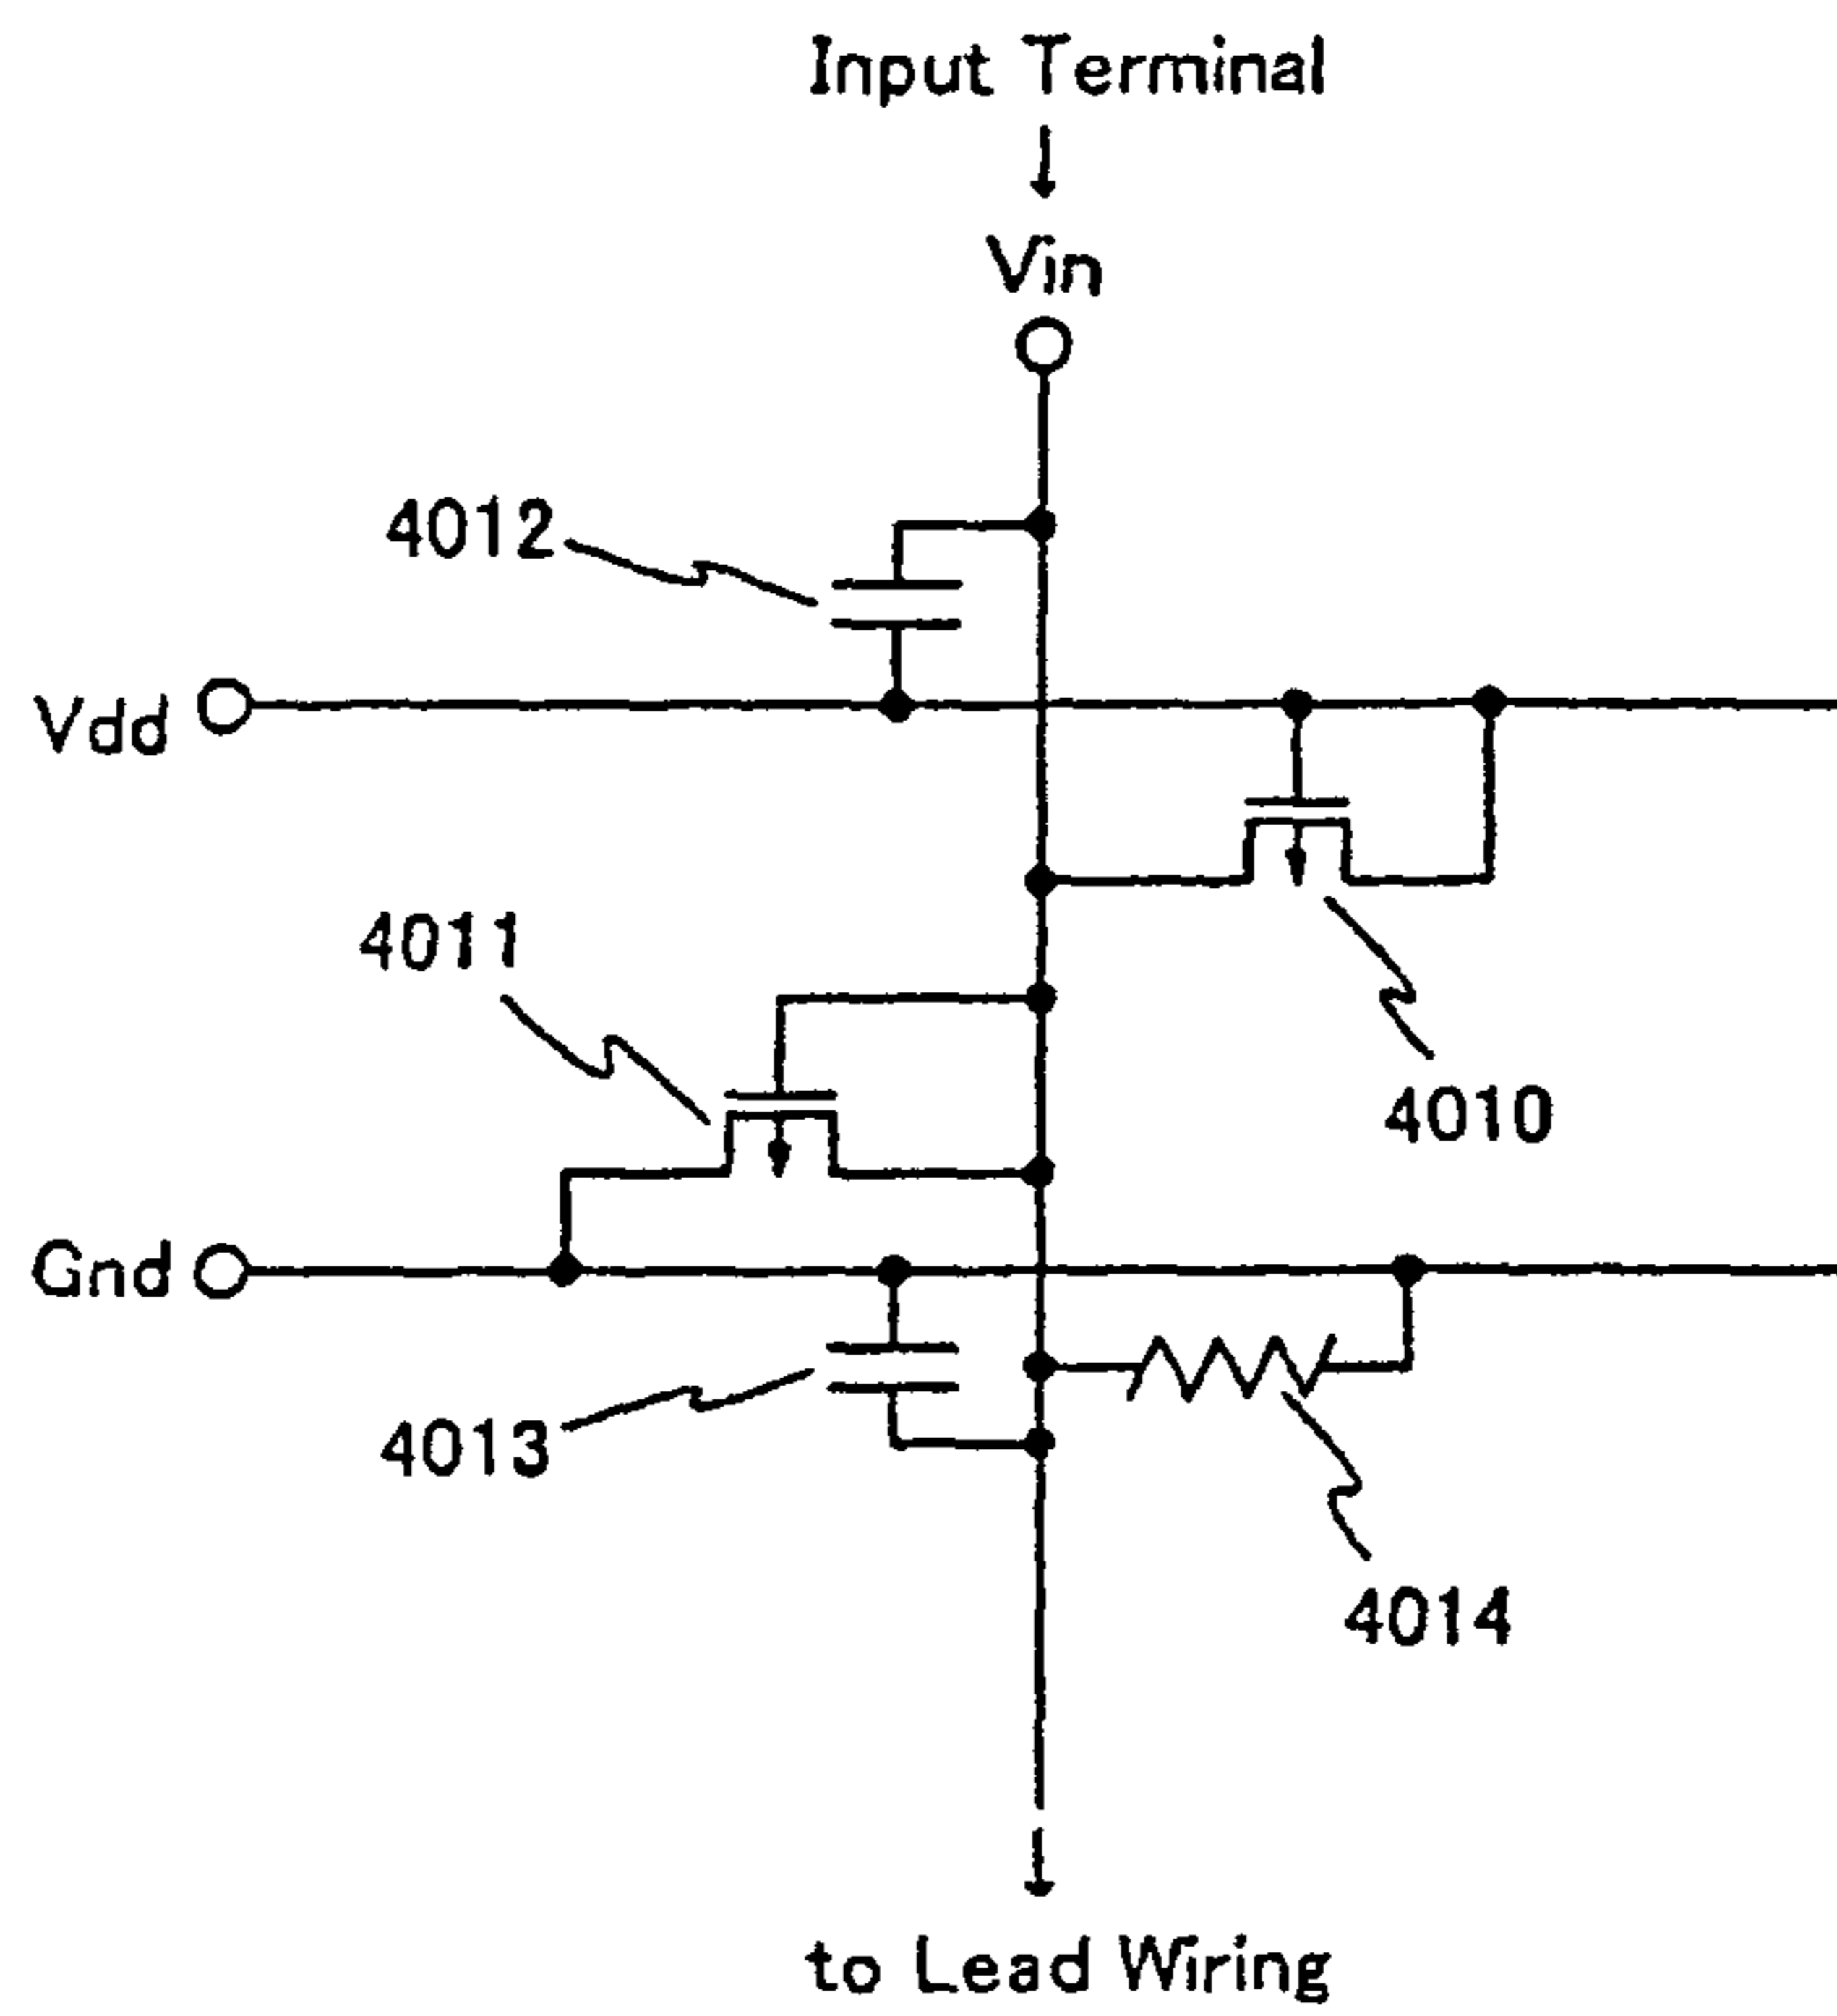 Input Terminal
Vin
4012
Vdd
4011
4010
Gnd
4013
4014
to Lead Wiring